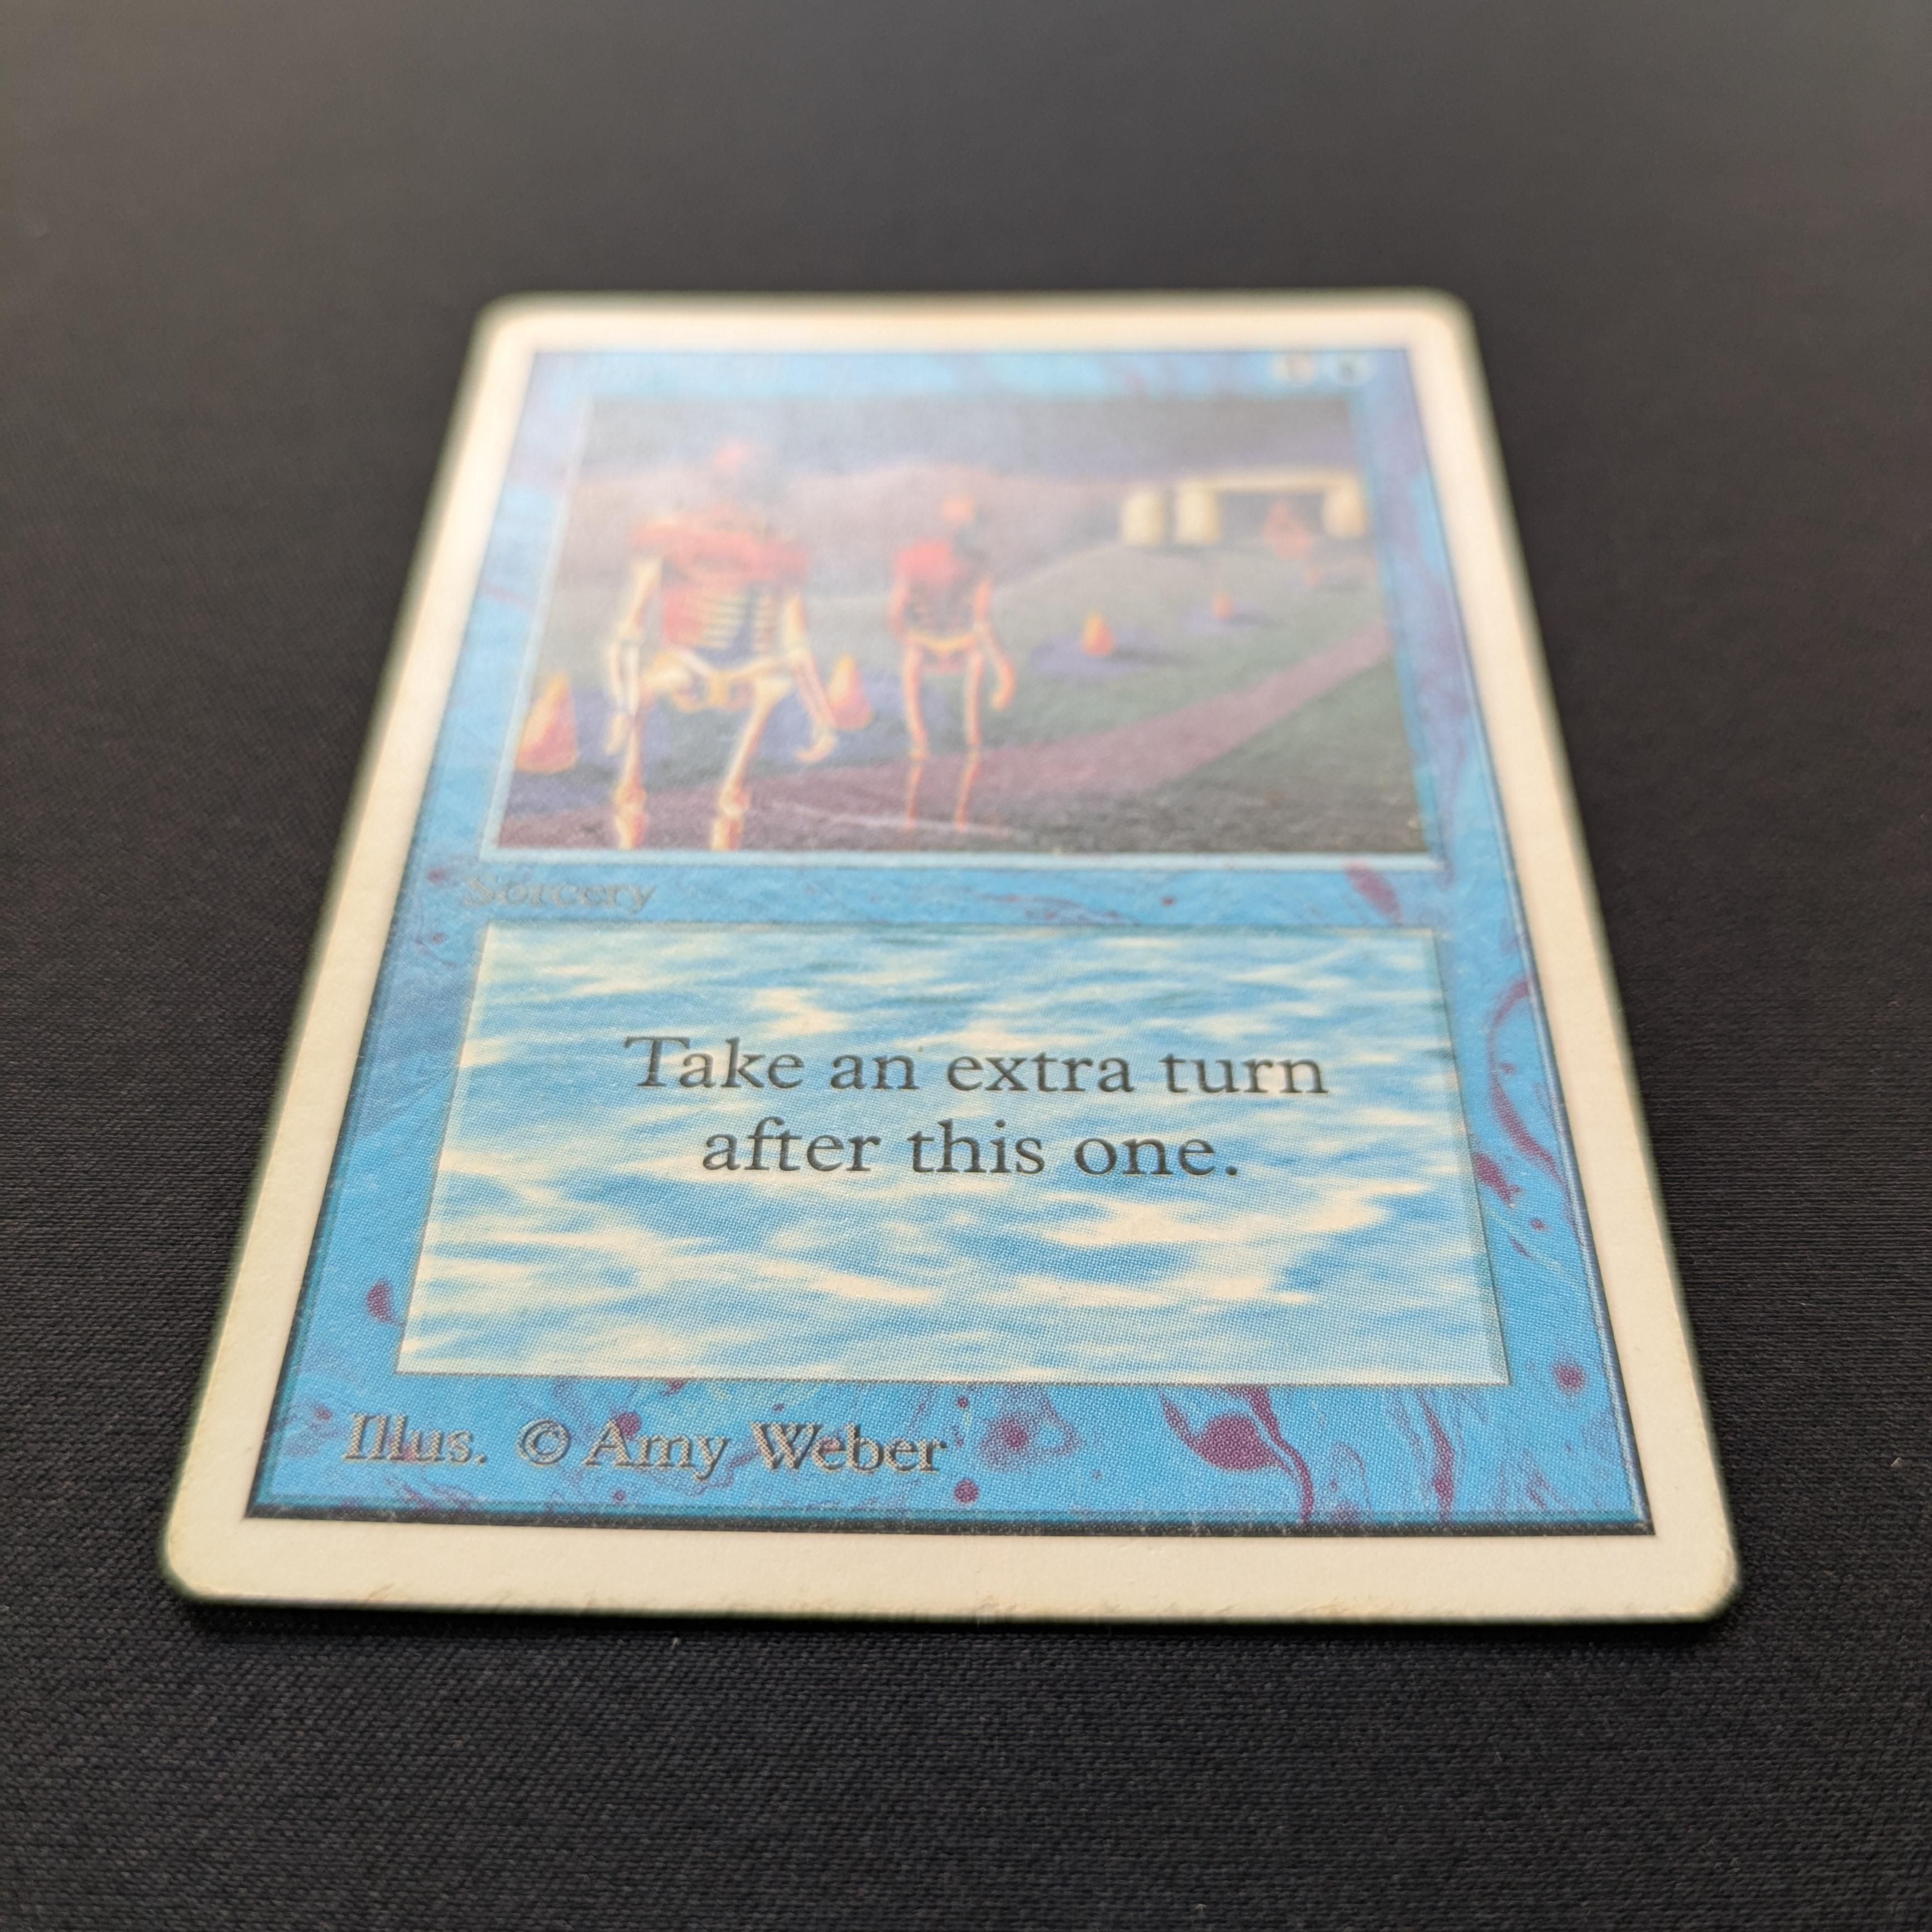 Sorcery
Take an extra turn
after this one.
Illus. © Amy Weber